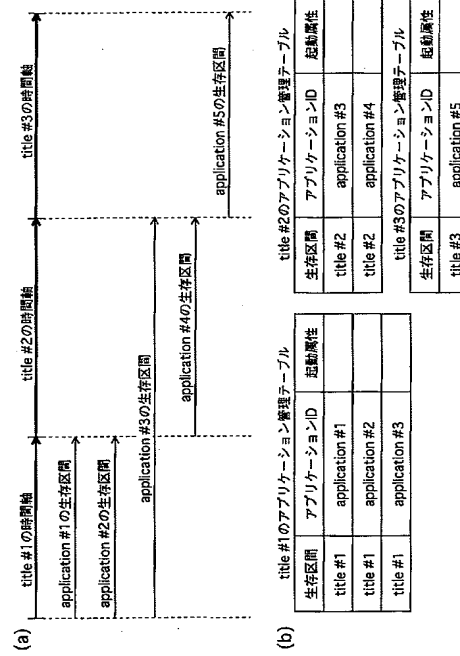 (a)
title #1の時間軸
title #2の時間軸
title #3の時間軸
application #1の生存区間
application #2の生存区間
application #3の生存区間
application #4の生存区間
application #5の生存区間
(b)
title #1のアプリケーション管理テーブル
生存区間 アプリケーションID 起動属性
title #1 application #1
title #1 application #2
title #1 application #3
title #2のアプリケーション管理テーブル
生存区間 アプリケーションID 起動属性
title #2 application #3
title #2 application #4
title #3のアプリケーション管理テーブル
生存区間 アプリケーションID 起動属性
title #3 application #5